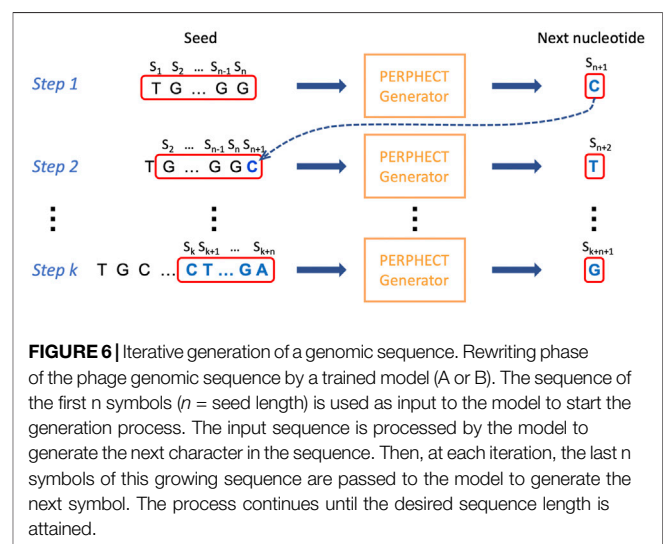 Seed Next nucleotide
S1 S2 ... Sn-1 Sn Sn+1
Step 1 T G ... G G PERPHECT Generator C
S2 ... Sn-1 Sn Sn+1 Sn+2
Step 2 T G ... G G C PERPHECT Generator T
Sk Sk+1 ... Sk+n Sk+n+1
Step k T G C ... C T ... G A PERPHECT Generator G
FIGURE 6 | Iterative generation of a genomic sequence. Rewriting phase
of the phage genomic sequence by a trained model (A or B). The sequence of
the first n symbols (n = seed length) is used as input to the model to start the
generation process. The input sequence is processed by the model to
generate the next character in the sequence. Then, at each iteration, the last n
symbols of this growing sequence are passed to the model to generate the
next symbol. The process continues until the desired sequence length is
attained.